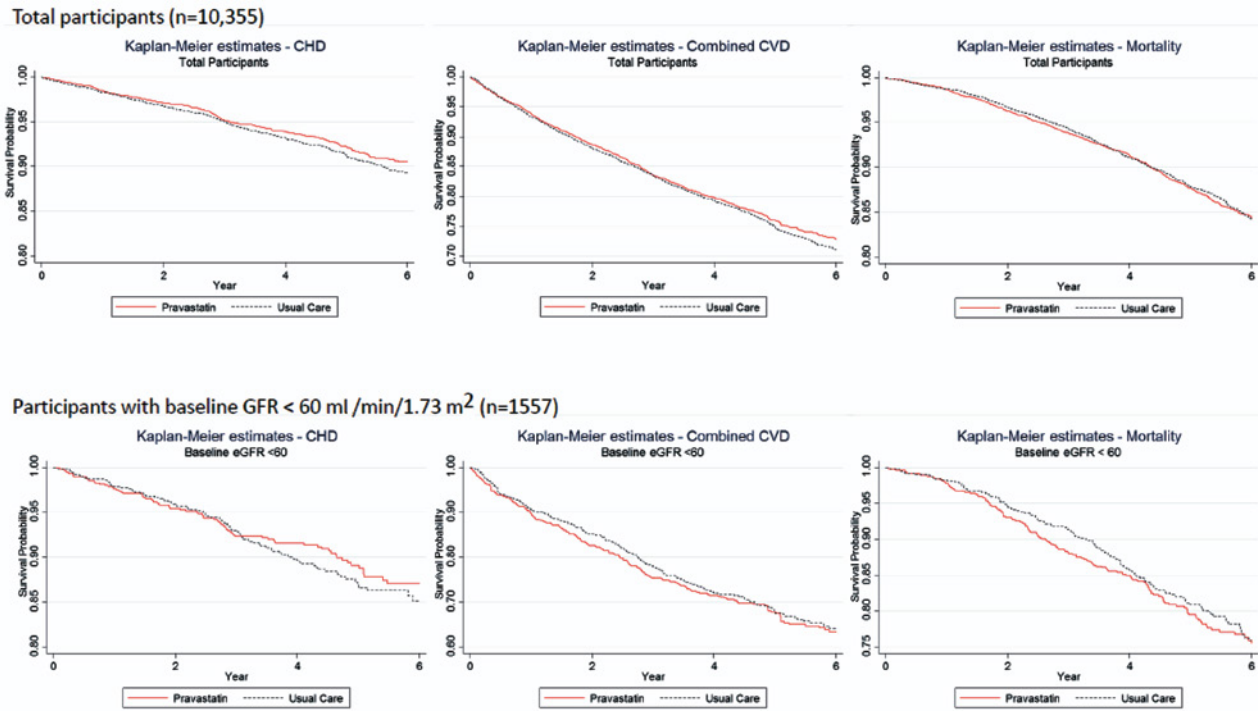 Total participants (n=10,355)
Kaplan-Meier estimates - CHD
Total Participants
Survival Probability
1.00
0.95
0.90
0.85
0.80
0
2
4
6
Year
Pravastatin
Usual Care
Kaplan-Meier estimates - Combined CVD
Total Participants
Survival Probability
1.00
0.95
0.90
0.85
0.80
0.75
0.70
0
2
4
6
Year
Pravastatin
Usual Care
Kaplan-Meier estimates - Mortality
Total Participants
Survival Probability
1.00
0.95
0.90
0.85
0.80
0
2
4
6
Year
Pravastatin
Usual Care
Participants with baseline GFR < 60 ml /min/1.73 m² (n=1557)
Kaplan-Meier estimates - CHD
Baseline eGFR <60
Survival Probability
1.00
0.95
0.90
0.85
0.80
0
2
4
6
Year
Pravastatin
Usual Care
Kaplan-Meier estimates - Combined CVD
Baseline eGFR <60
Survival Probability
1.00
0.90
0.80
0.70
0.60
0
2
4
6
Year
Pravastatin
Usual Care
Kaplan-Meier estimates - Mortality
Baseline eGFR < 60
Survival Probability
1.00
0.95
0.90
0.85
0.80
0.75
0
2
4
6
Year
Pravastatin
Usual Care